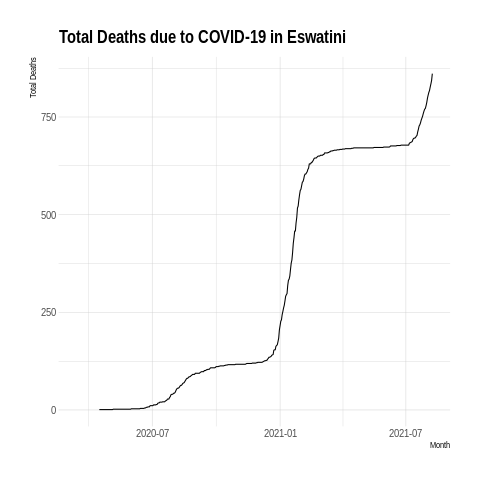 Total Deaths due to COVID-19 in Eswatini
Total Deaths
750
500
250
0
2020-07
2021-01
2021-07
Month